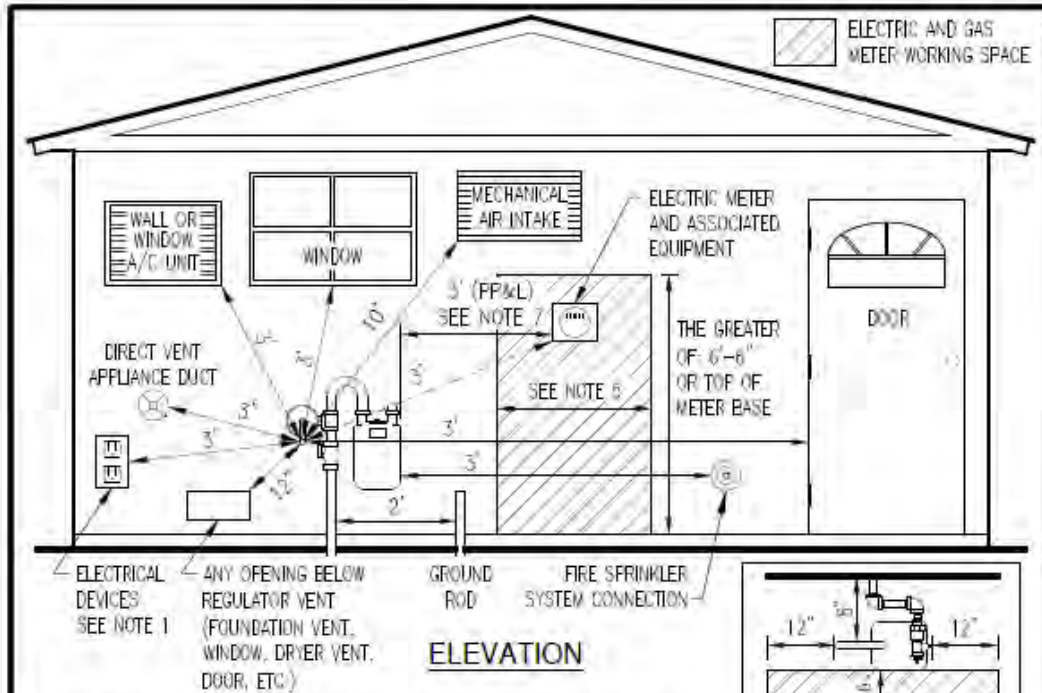 ELECTRIC AND GAS
METER WORKING SPACE
WALL OR
WINDOW
A/C UNIT
WINDOW
MECHANICAL
AIR INTAKE
ELECTRIC METER
AND ASSOCIATED
EQUIPMENT
DOOR
10'
(PP&L)
SEE NOTE 7
THE GREATER
OF: 6'-6"
OR TOP OF
METER BASE
DIRECT VENT
APPLIANCE DUCT
SEE NOTE
3'
3'
3'
3'
3'
12"
2'
ELECTRICAL
DEVICES
SEE NOTE 1
ANY OPENING BELOW
REGULATOR VENT
(FOUNDATION VENT,
WINDOW, DRYER VENT,
DOOR, ETC.)
GROUND
ROD
FIRE SPRINKLER
SYSTEM CONNECTION
ELEVATION
12"
12"